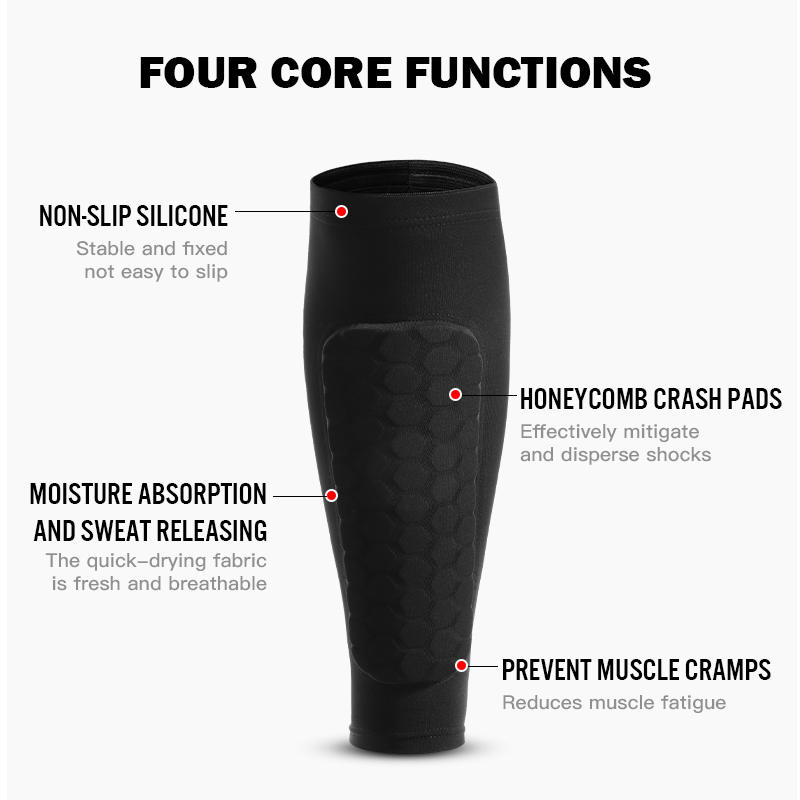 FOUR CORE FUNCTIONS
NON-SLIP SILICONE
Stable and fixed
not easy to slip
HONEYCOMB CRASH PADS
Effectively mitigate
and disperse shocks
MOISTURE ABSORPTION
AND SWEAT RELEASING
The quick-drying fabric
is fresh and breathable
PREVENT MUSCLE CRAMPS
Reduces muscle fatigue